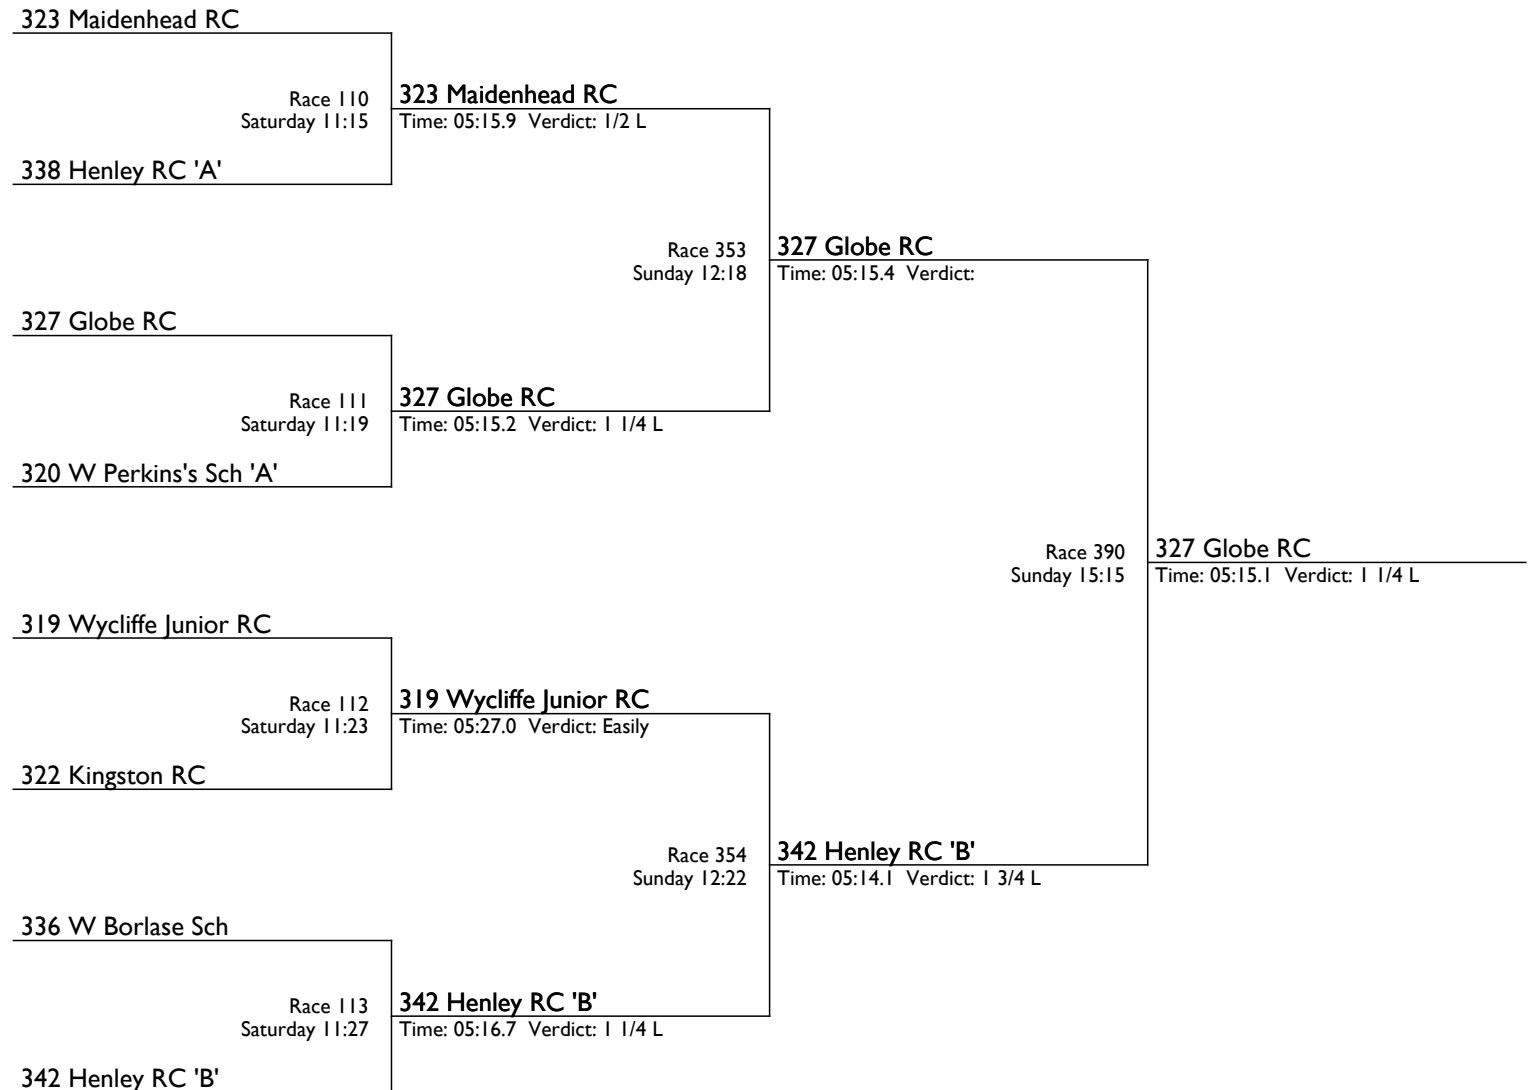 323 Maidenhead RC
Race 110
Saturday 11:15
323 Maidenhead RC
Time: 05:15.9 Verdict: 1/2 L
338 Henley RC 'A'
Race 353
Sunday 12:18
327 Globe RC
Time: 05:15.4 Verdict:
327 Globe RC
Race 111
Saturday 11:19
327 Globe RC
Time: 05:15.2 Verdict: 1 1/4 L
320 W Perkins's Sch 'A'
Race 390
Sunday 15:15
327 Globe RC
Time: 05:15.1 Verdict: 1 1/4 L
319 Wycliffe Junior RC
Race 112
Saturday 11:23
319 Wycliffe Junior RC
Time: 05:27.0 Verdict: Easily
322 Kingston RC
Race 354
Sunday 12:22
342 Henley RC 'B'
Time: 05:14.1 Verdict: 1 3/4 L
336 W Borlase Sch
Race 113
Saturday 11:27
342 Henley RC 'B'
Time: 05:16.7 Verdict: 1 1/4 L
342 Henley RC 'B'